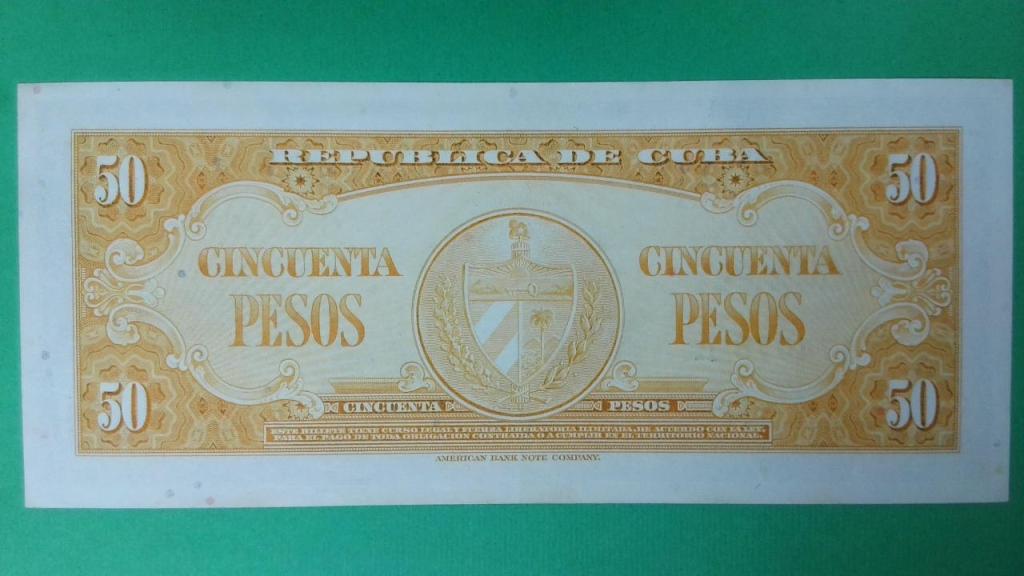 REPUBLICA DE CUBA
50
50
CINCUENTA
PESOS
CINCUENTA
PESOS
50
50
CINCUENTA PESOS
ESTE BILLETE TIENE CURSO LEGAL Y FUERZA LIBERATORIA ILIMITADA, DE ACUERDO CON LA LEY,
PARA EL PAGO DE TODA OBLIGACION CONTRAIDA O A CUMPLIR EN EL TERRITORIO NACIONAL.
AMERICAN BANK NOTE COMPANY.